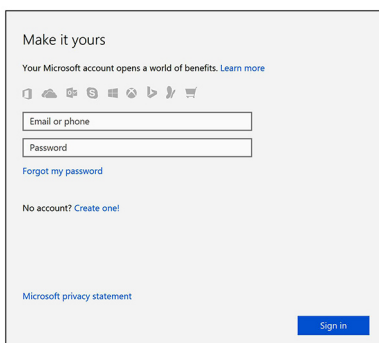 Make it yours
Your Microsoft account opens a world of benefits. Learn more
Email or phone
Password
Forgot my password
No account? Create one!
Microsoft privacy statement
Sign in